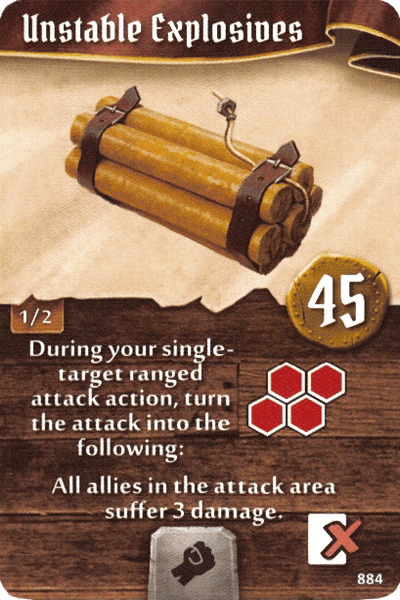 Unstable Explosives
45
1/2
During your single-
target ranged
attack action, turn
the attack into the
following:
All allies in the attack area
suffer 3 damage.
884